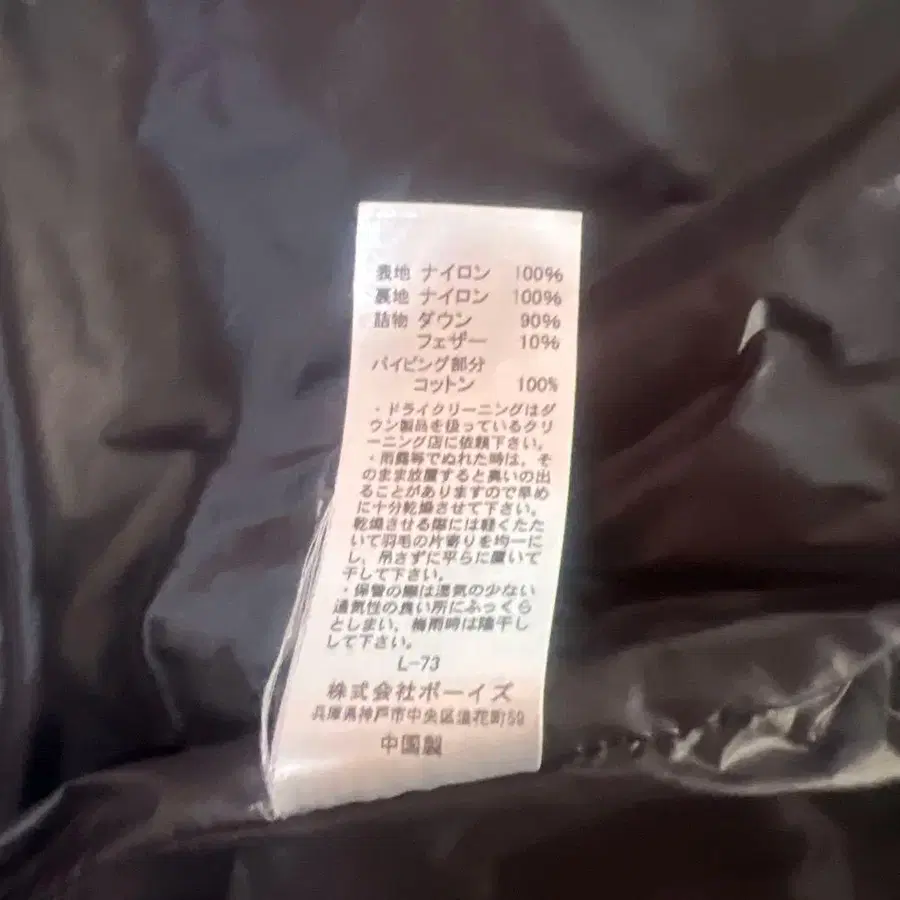 表地 ナイロン 100%
裏地 ナイロン 100%
詰物 ダウン 90%
フェザー 10%
パイピング部分
コットン 100%
・ドライクリーニングはダ
ウン製品を扱っているクリ
ーニング店に依頼下さい。
・雨露等でぬれた時は、そ
のまま放置すると臭いの出
ることがありますので早め
に十分乾燥させて下さい。
乾燥させる際には軽くたた
いて羽毛の片寄りを均一に
し、吊さずに平らに置いて
干して下さい。
・保管の際は湿気の少ない
通気性の良い所にふっくら
としまい、梅雨時は陰干し
して下さい。
L-73
株式会社ボーイズ
兵庫県神戸市中央区浪花町59
中国製